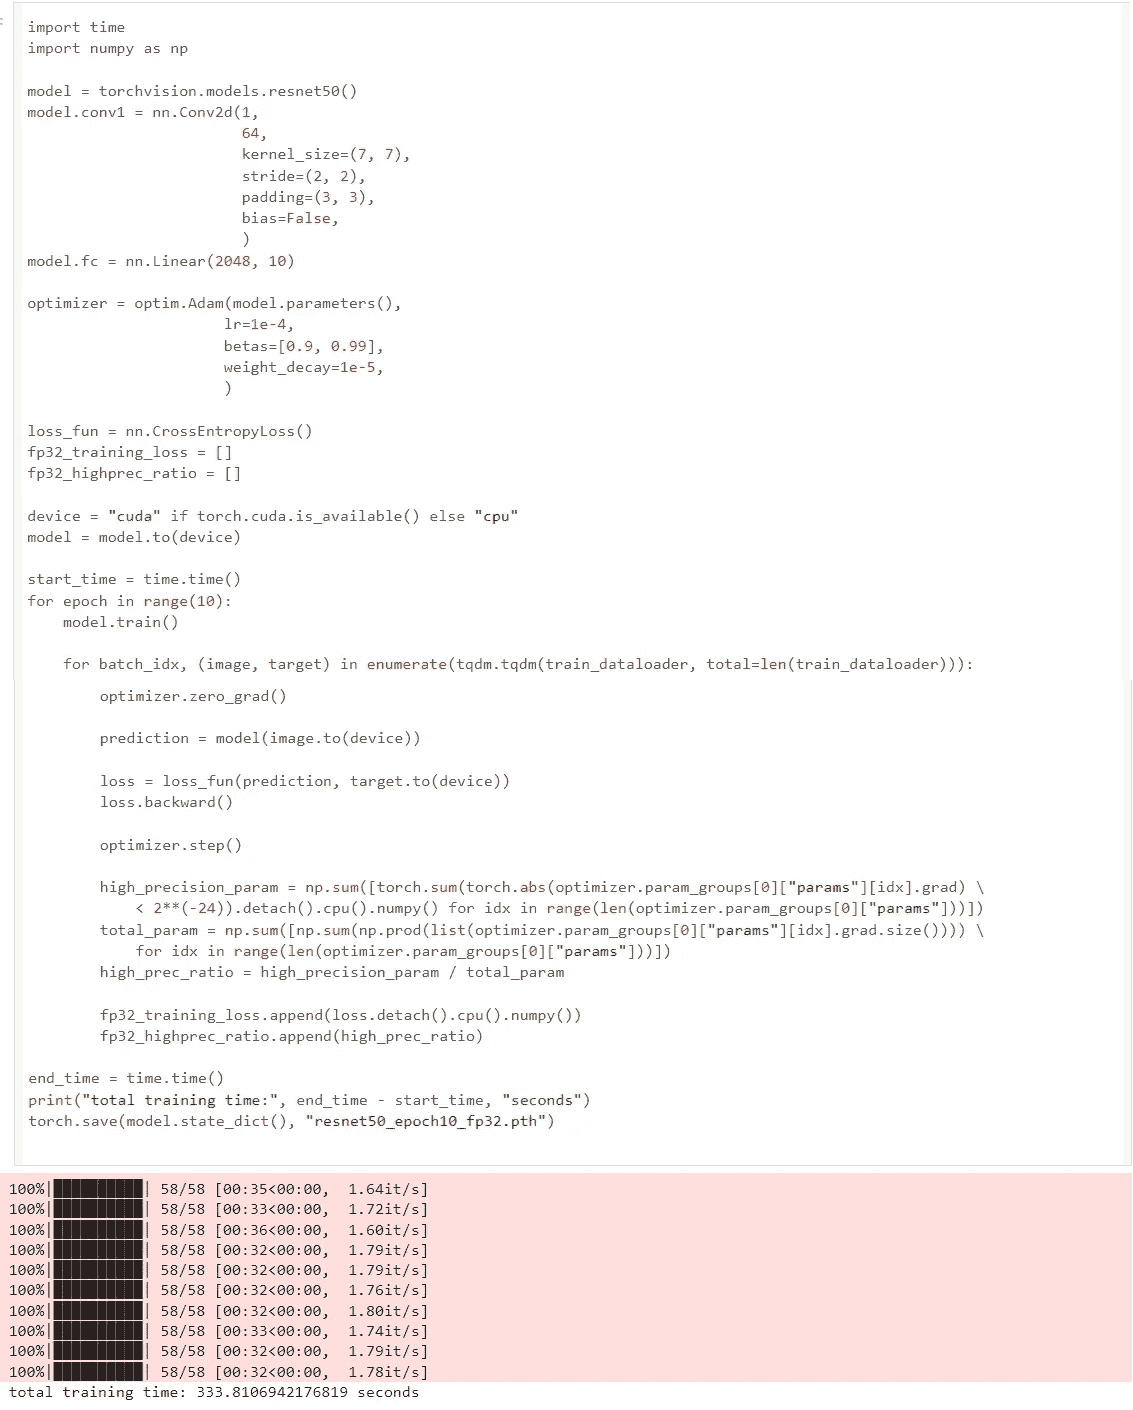 import time
import numpy as np
model = torchvision.models.resnet50()
model.conv1 = nn.Conv2d(1,
64,
kernel_size=(7, 7),
stride=(2, 2),
padding=(3, 3),
bias=False,
)
model.fc = nn.Linear(2048, 10)
optimizer = optim.Adam(model.parameters(),
lr=1e-4,
betas=[0.9, 0.99],
weight_decay=1e-5,
)
loss_fun = nn.CrossEntropyLoss()
fp32_training_loss = []
fp32_highprec_ratio = []
device = "cuda" if torch.cuda.is_available() else "cpu"
model = model.to(device)
start_time = time.time()
for epoch in range(10):
model.train()
for batch_idx, (image, target) in enumerate(tqdm.tqdm(train_dataloader, total=len(train_dataloader))):
optimizer.zero_grad()
prediction = model(image.to(device))
loss = loss_fun(prediction, target.to(device))
loss.backward()
optimizer.step()
high_precision_param = np.sum([torch.sum(torch.abs(optimizer.param_groups[0]["params"][idx].grad) \
< 2**(-24)).detach().cpu().numpy() for idx in range(len(optimizer.param_groups[0]["params"]))])
total_param = np.sum([np.sum(np.prod(list(optimizer.param_groups[0]["params"][idx].grad.size()))) \
for idx in range(len(optimizer.param_groups[0]["params"]))])
high_prec_ratio = high_precision_param / total_param
fp32_training_loss.append(loss.detach().cpu().numpy())
fp32_highprec_ratio.append(high_prec_ratio)
end_time = time.time()
print("total training time:", end_time - start_time, "seconds")
torch.save(model.state_dict(), "resnet50_epoch10_fp32.pth")
100%|██████████| 58/58 [00:35<00:00, 1.64it/s]
100%|██████████| 58/58 [00:33<00:00, 1.72it/s]
100%|██████████| 58/58 [00:36<00:00, 1.60it/s]
100%|██████████| 58/58 [00:32<00:00, 1.79it/s]
100%|██████████| 58/58 [00:32<00:00, 1.79it/s]
100%|██████████| 58/58 [00:32<00:00, 1.76it/s]
100%|██████████| 58/58 [00:32<00:00, 1.80it/s]
100%|██████████| 58/58 [00:33<00:00, 1.74it/s]
100%|██████████| 58/58 [00:32<00:00, 1.79it/s]
100%|██████████| 58/58 [00:32<00:00, 1.78it/s]
total training time: 333.8106942176819 seconds